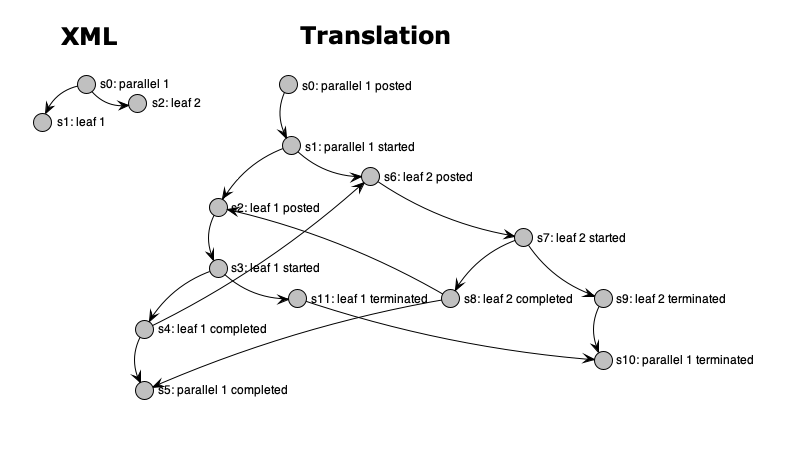 XML
Translation
s0: parallel 1
s2: leaf 2
s1: leaf 1
s0: parallel 1 posted
s1: parallel 1 started
s6: leaf 2 posted
s2: leaf 1 posted
s7: leaf 2 started
s3: leaf 1 started
s11: leaf 1 terminated
s8: leaf 2 completed
s9: leaf 2 terminated
s4: leaf 1 completed
s10: parallel 1 terminated
s5: parallel 1 completed